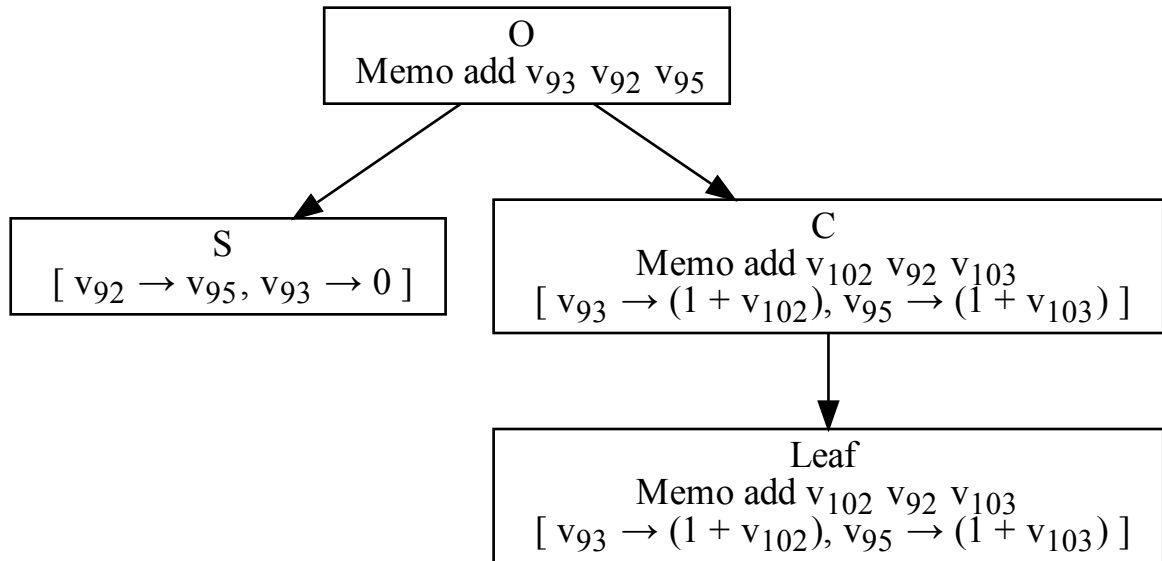 O
Memo add v₉₃ v₉₂ v₉₅
S
[ v₉₂ → v₉₅, v₉₃ → 0 ]
C
Memo add v₁₀₂ v₉₂ v₁₀₃
[ v₉₃ → (1 + v₁₀₂), v₉₅ → (1 + v₁₀₃) ]
Leaf
Memo add v₁₀₂ v₉₂ v₁₀₃
[ v₉₃ → (1 + v₁₀₂), v₉₅ → (1 + v₁₀₃) ]